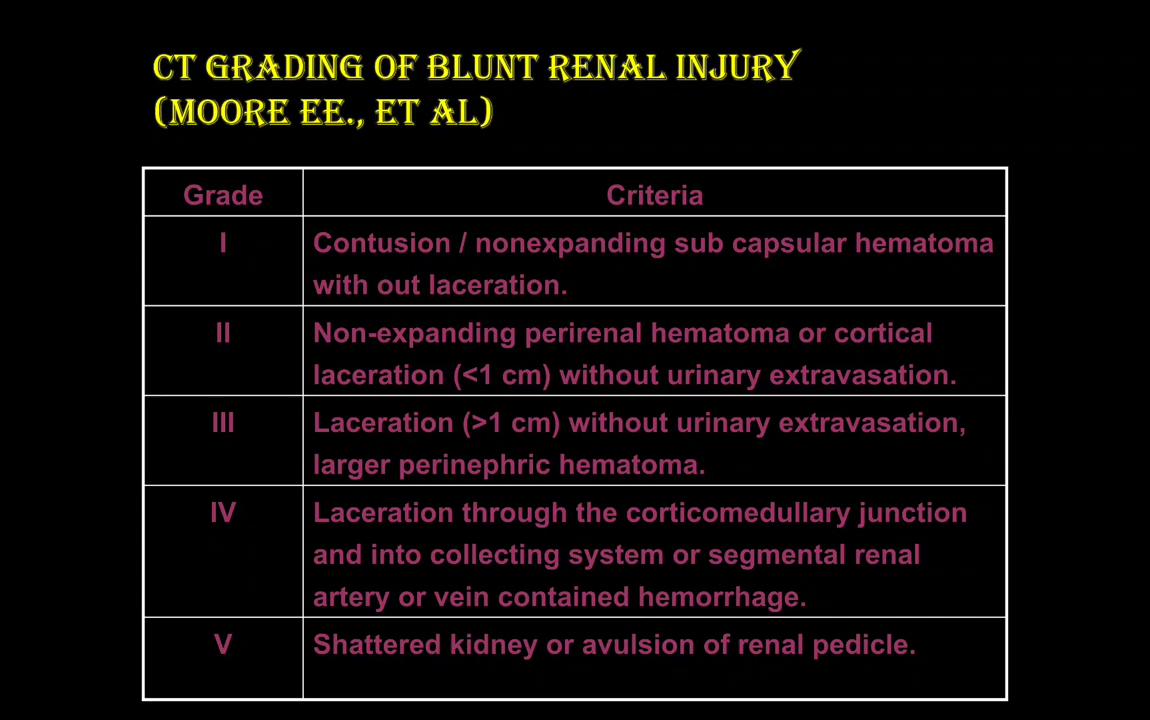 CT GRADING OF BLUNT RENAL INJURY
(MOORE EE., ET AL)
Grade
Criteria
I
Contusion / nonexpanding sub capsular hematoma
with out laceration.
II
Non-expanding perirenal hematoma or cortical
laceration (<1 cm) without urinary extravasation.
III
Laceration (>1 cm) without urinary extravasation,
larger perinephric hematoma.
IV
Laceration through the corticomedullary junction
and into collecting system or segmental renal
artery or vein contained hemorrhage.
V
Shattered kidney or avulsion of renal pedicle.